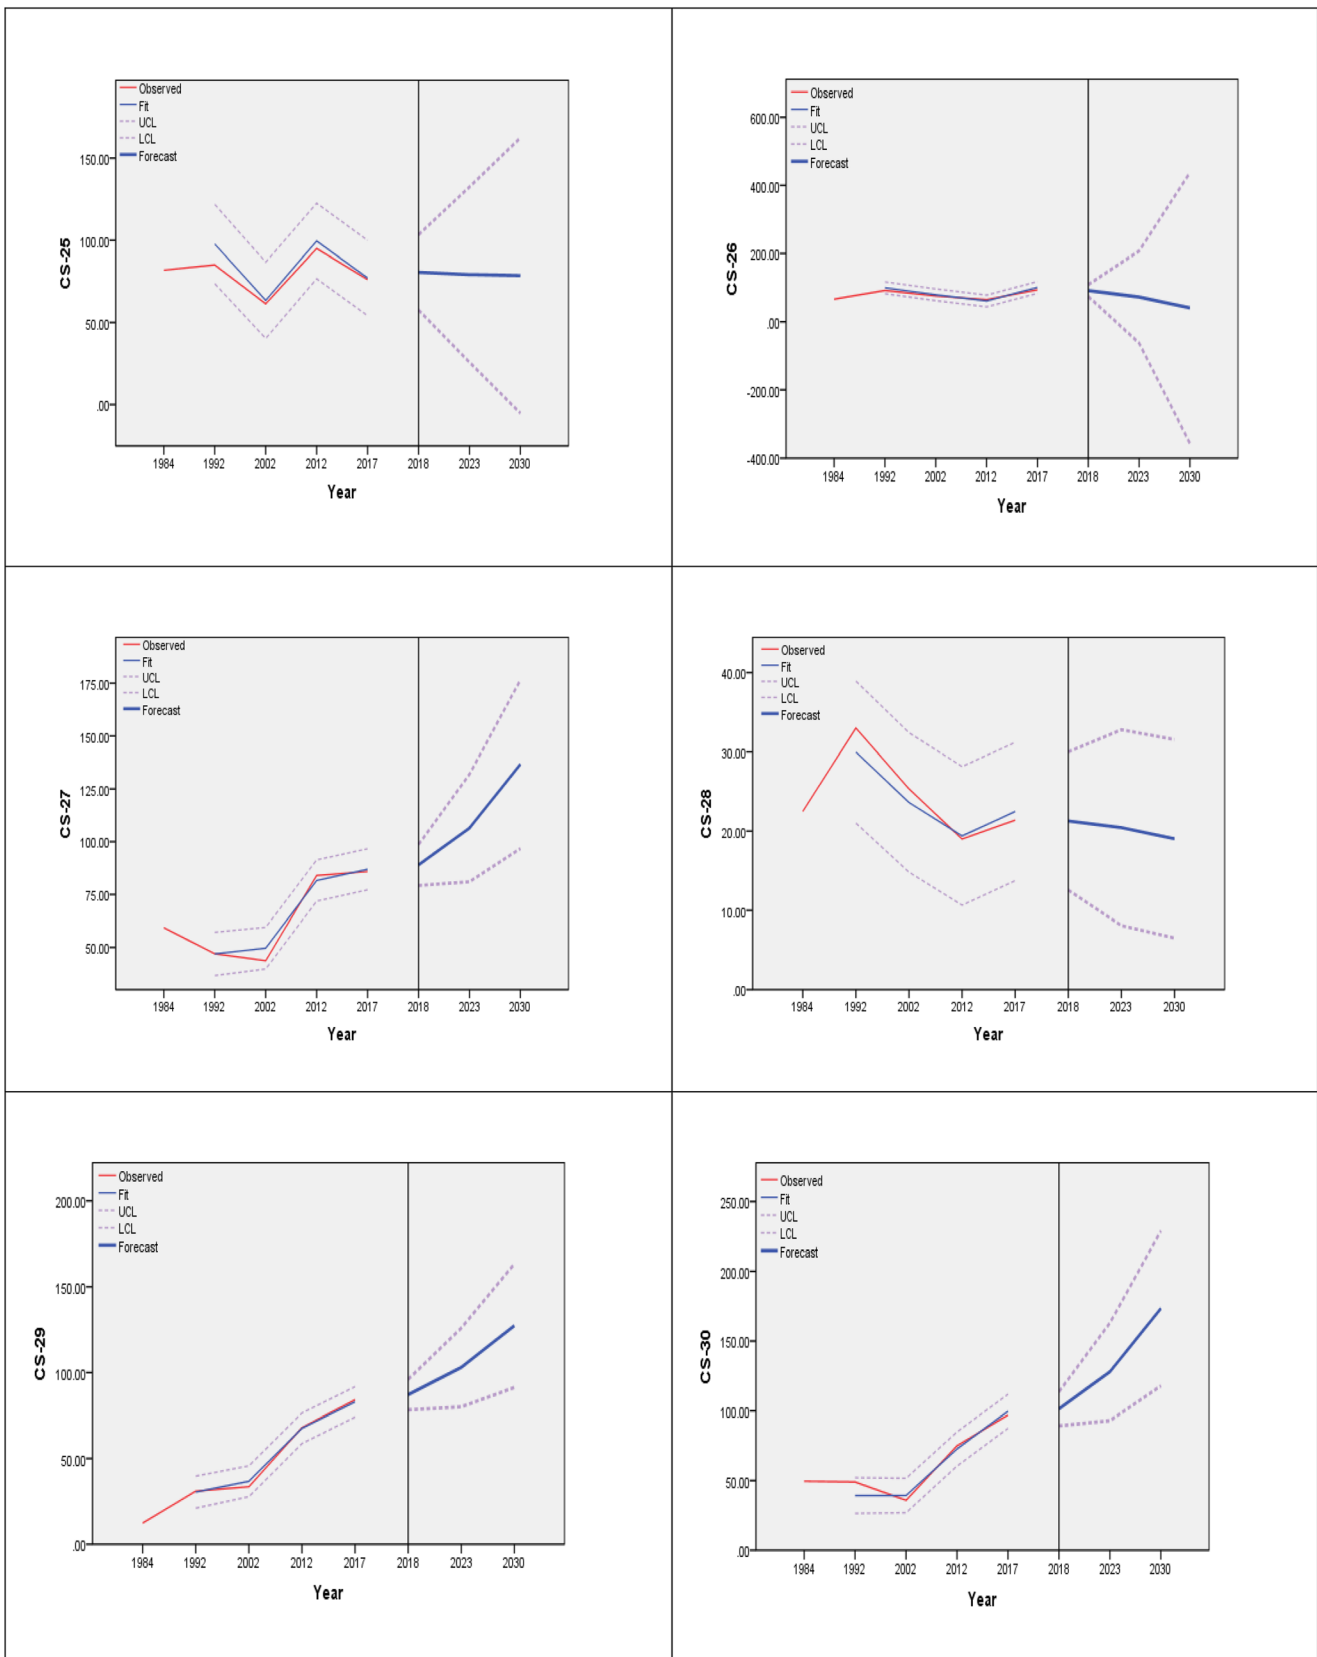 Observed
Fit
UCL
LCL
Forecast
150.00
100.00
50.00
.00
CS-25
1984 1992 2002 2012 2017 2018 2023 2030
Year
Observed
Fit
UCL
LCL
Forecast
600.00
400.00
200.00
.00
-200.00
-400.00
CS-26
1984 1992 2002 2012 2017 2018 2023 2030
Year
Observed
Fit
UCL
LCL
Forecast
175.00
150.00
125.00
100.00
75.00
50.00
CS-27
1984 1992 2002 2012 2017 2018 2023 2030
Year
Observed
Fit
UCL
LCL
Forecast
40.00
30.00
20.00
10.00
.00
CS-28
1984 1992 2002 2012 2017 2018 2023 2030
Year
Observed
Fit
UCL
LCL
Forecast
200.00
150.00
100.00
50.00
.00
CS-29
1984 1992 2002 2012 2017 2018 2023 2030
Year
Observed
Fit
UCL
LCL
Forecast
250.00
200.00
150.00
100.00
50.00
.00
CS-30
1984 1992 2002 2012 2017 2018 2023 2030
Year